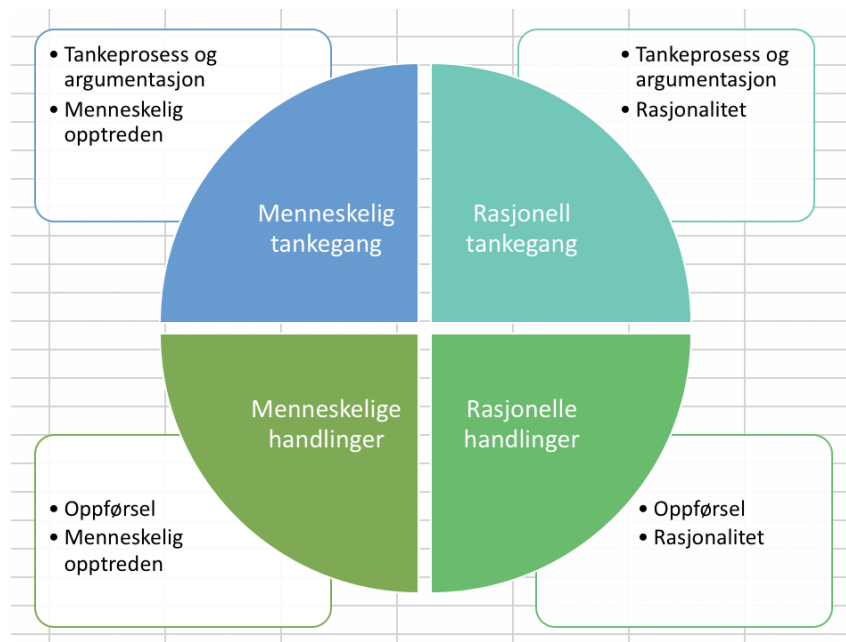 • Tankeprosess og
argumentasjon
• Menneskelig
opptreden
• Tankeprosess og
argumentasjon
• Rasjonalitet
Menneskelig
tankegang
Rasjonell
tankegang
Menneskelige
handlinger
Rasjonelle
handlinger
• Oppførsel
• Menneskelig
opptreden
• Oppførsel
• Rasjonalitet